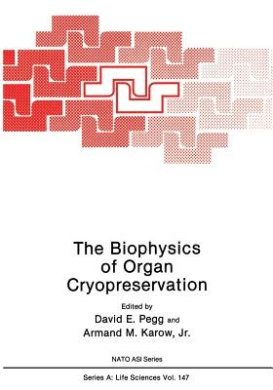 The Biophysics
of Organ
Cryopreservation
Edited by
David E. Pegg and
Armand M. Karow, Jr.
NATO ASI Series
Series A: Life Sciences Vol. 147